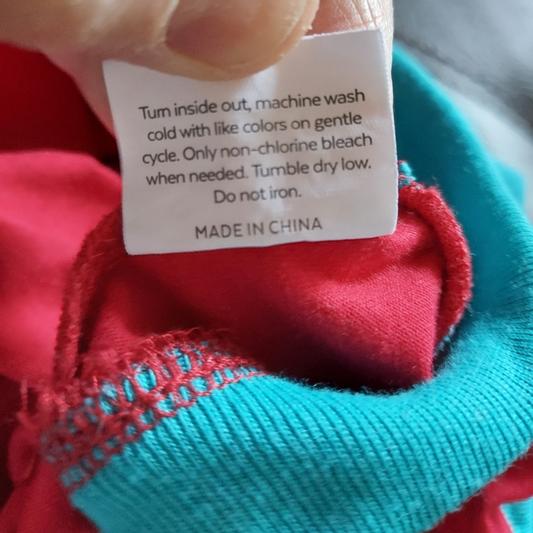 Turn inside out, machine wash
cold with like colors on gentle
cycle. Only non-chlorine bleach
when needed. Tumble dry low.
Do not iron.
MADE IN CHINA